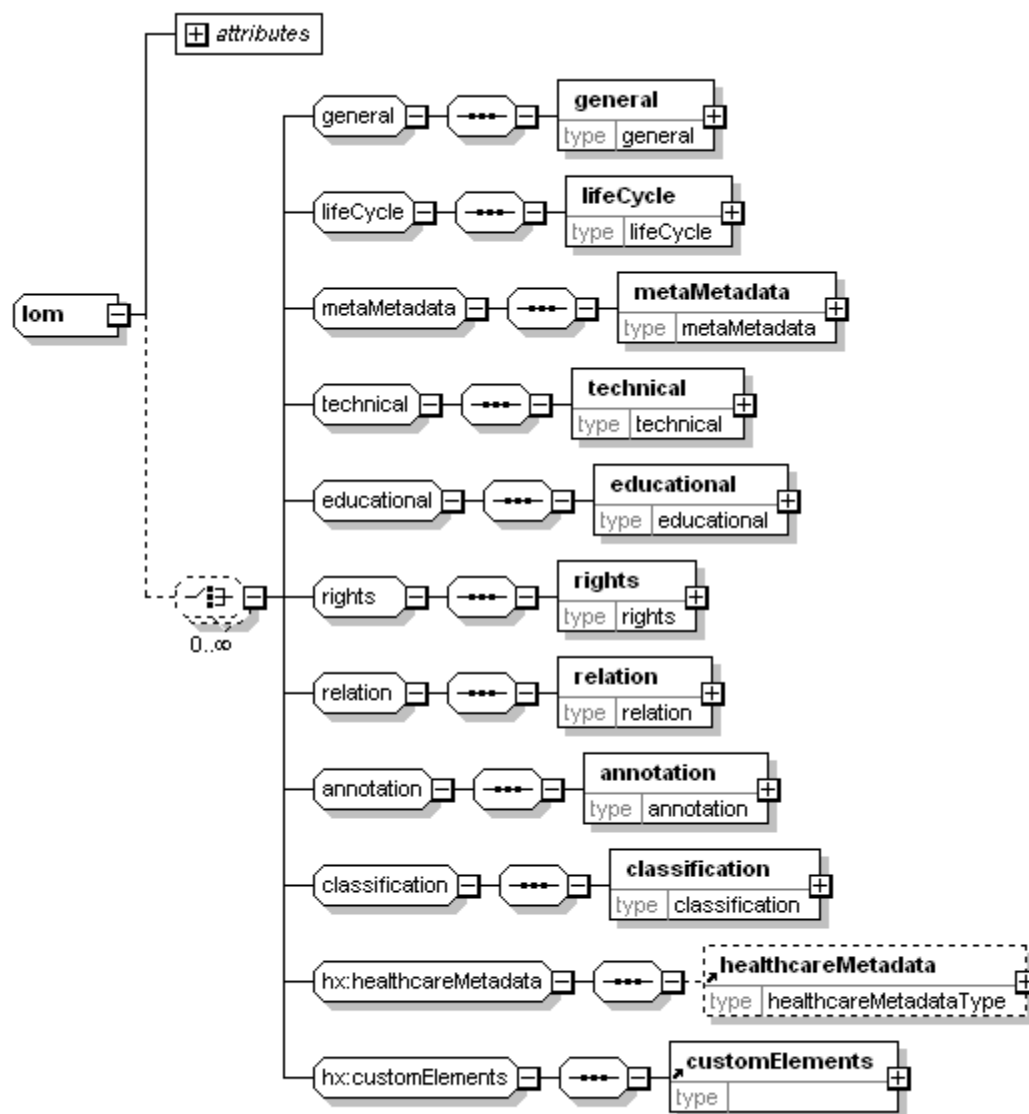 attributes
general
general
type general
lifeCycle
lifeCycle
type lifeCycle
lom
metaMetadata
metaMetadata
type metaMetadata
technical
technical
type technical
educational
educational
type educational
0..∞
rights
rights
type rights
relation
relation
type relation
annotation
annotation
type annotation
classification
classification
type classification
hx:healthcareMetadata
healthcareMetadata
type healthcareMetadataType
hx:customElements
customElements
type